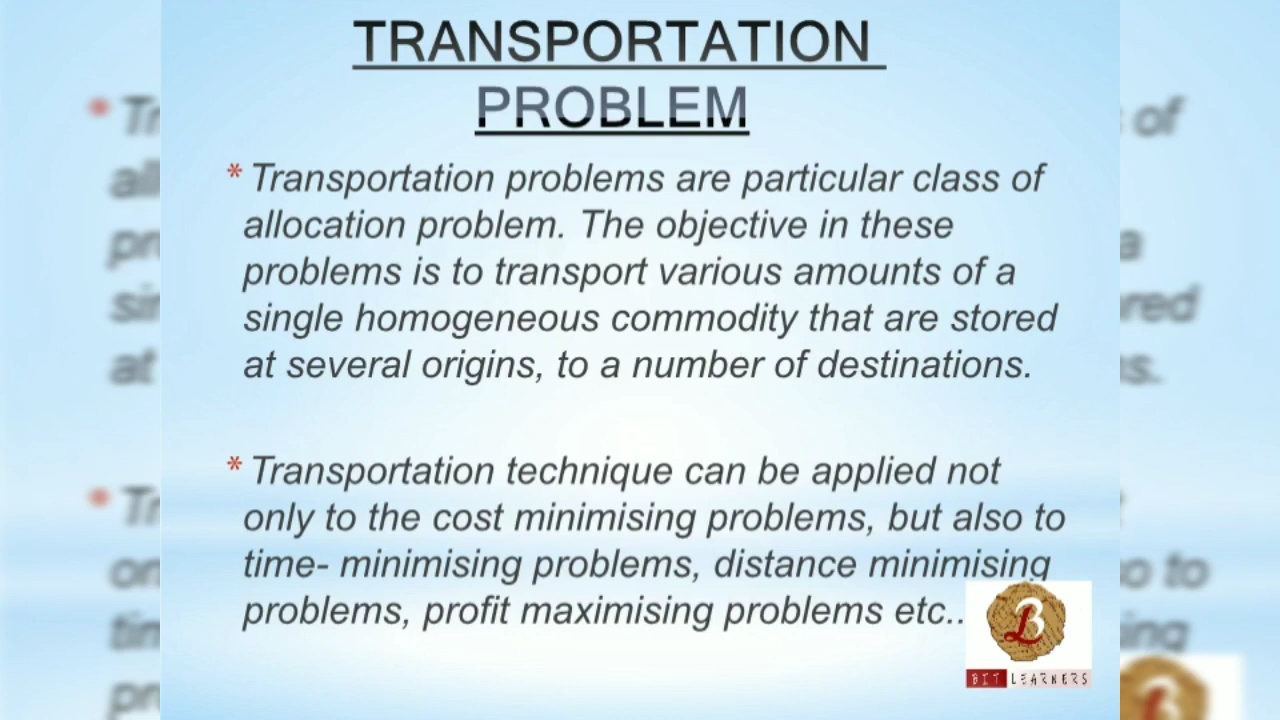 TRANSPORTATION
PROBLEM
* Transportation problems are particular class of
allocation problem. The objective in these
problems is to transport various amounts of a
single homogeneous commodity that are stored
at several origins, to a number of destinations.
* Transportation technique can be applied not
only to the cost minimising problems, but also to
time- minimising problems, distance minimising
problems, profit maximising problems etc..
BIT LEARNERS